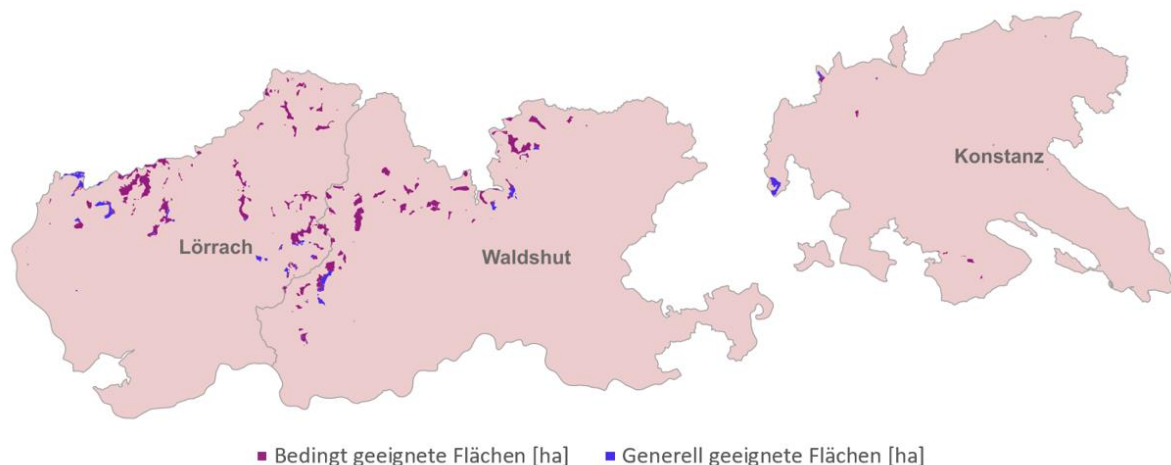 Konstanz
Lörrach
Waldshut
Bedingt geeignete Flächen [ha]
Generell geeignete Flächen [ha]